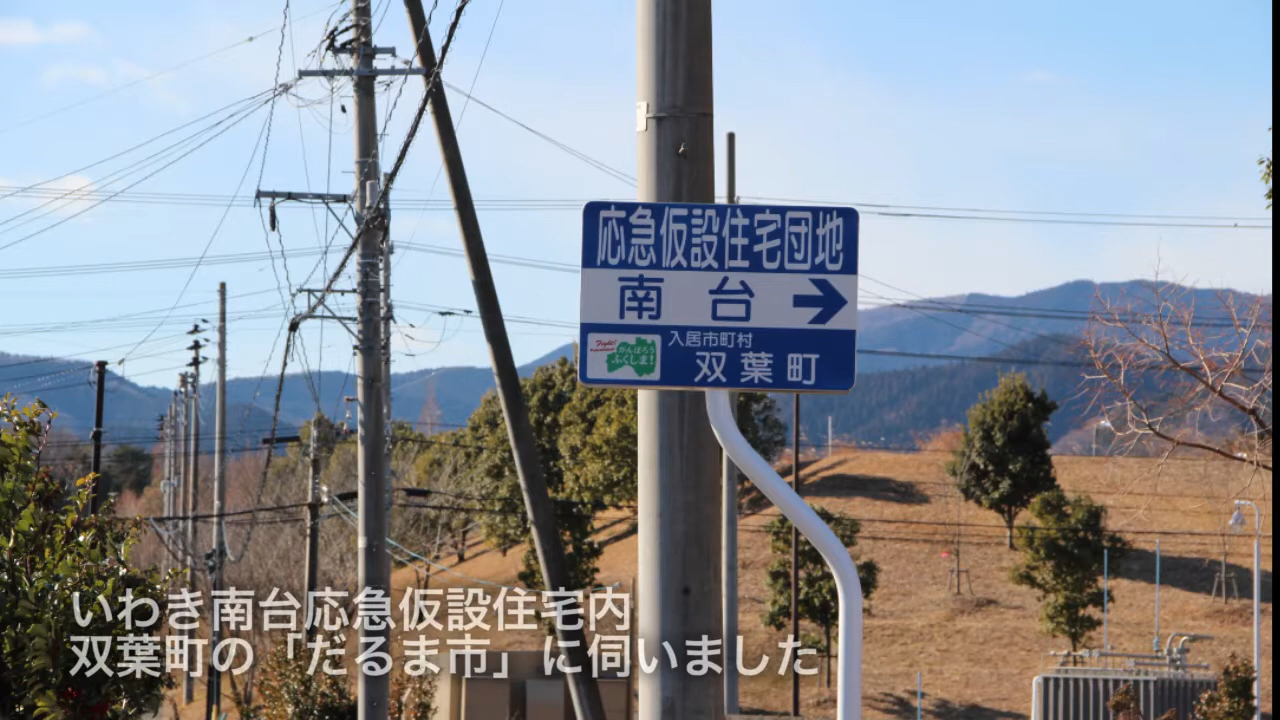 応急仮設住宅団地
南台→
Fight!
がんばろう
ふくしま!
入居市町村
双葉町
いわき南台応急仮設住宅内
双葉町の「だるま市」に伺いました